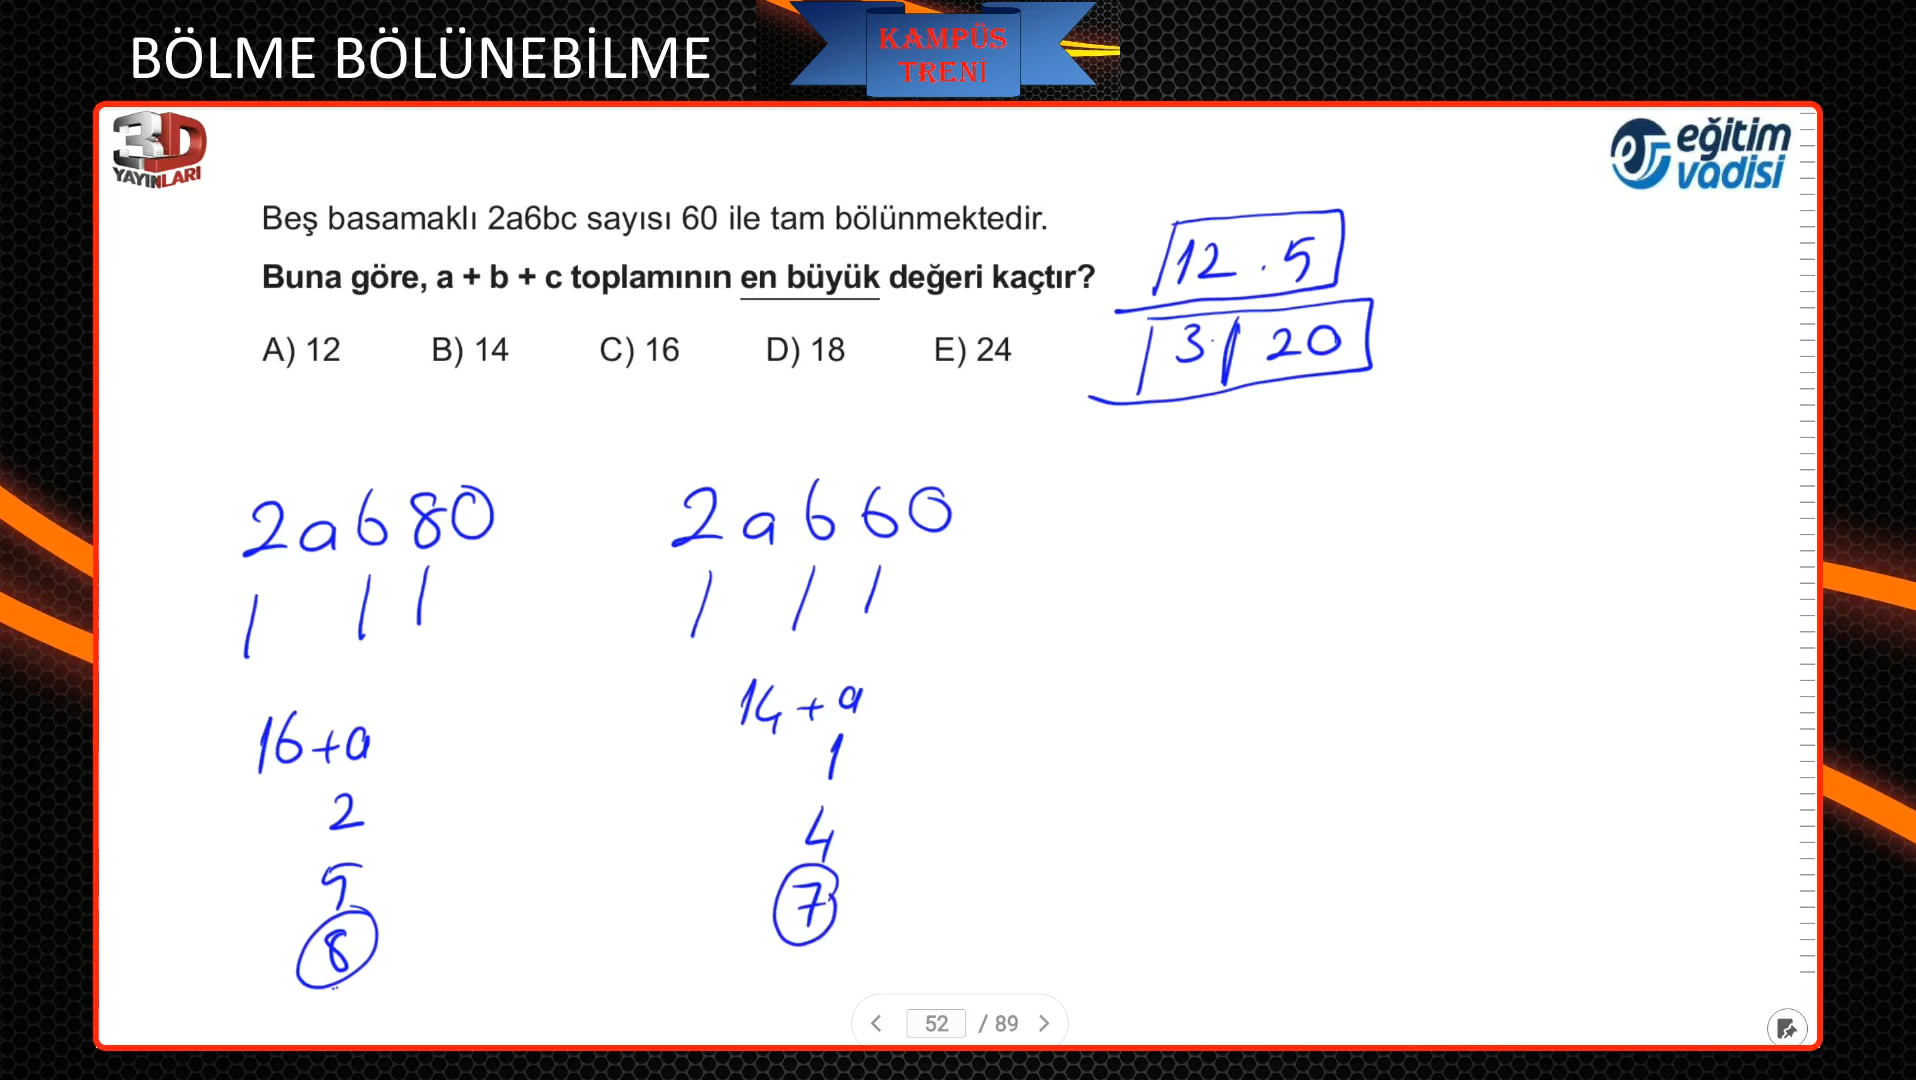 BÖLME BÖLÜNEBİLME
KAMPÜS
TRENİ
3D
YAYINLARI
eğitim
vadisi
Beş basamaklı 2a6bc sayısı 60 ile tam bölünmektedir.
Buna göre, a + b + c toplamının en büyük değeri kaçtır?
A) 12 B) 14 C) 16 D) 18 E) 24
12 . 5
3 20
2a680 2a660
16+a 14+a
2 1
5 4
8 7
52 / 89